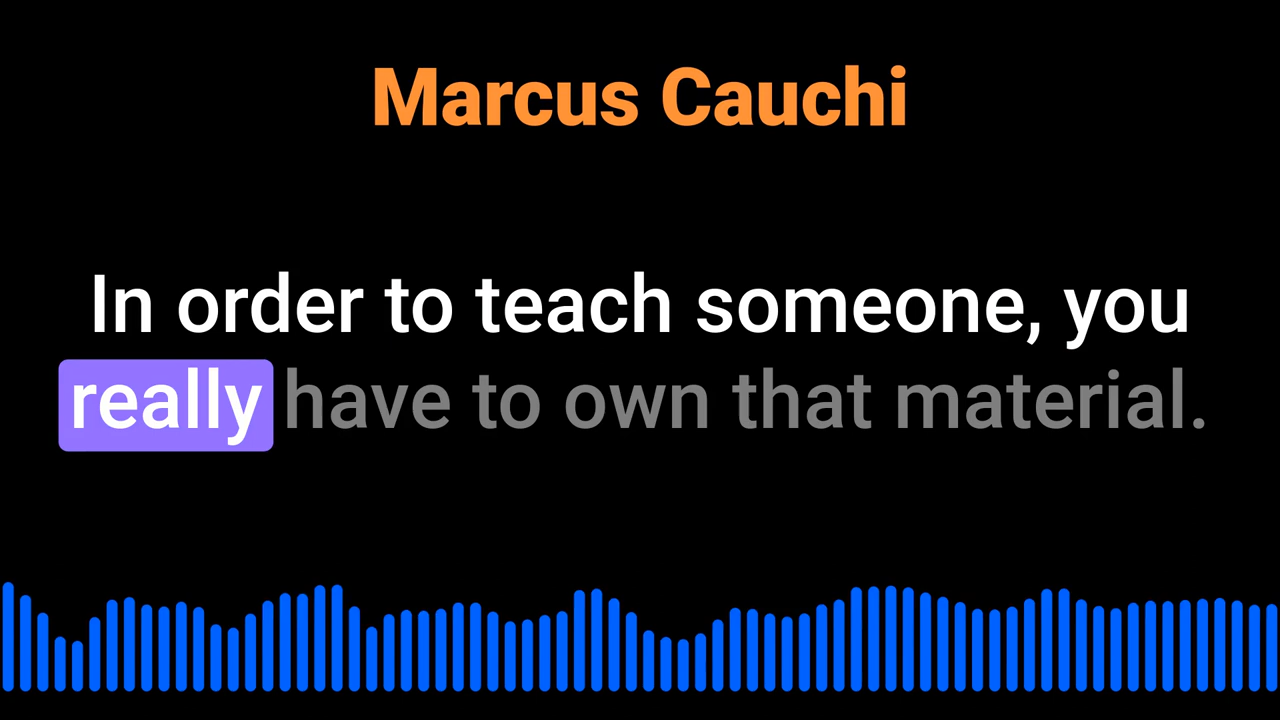 Marcus Cauchi
In order to teach someone, you
really have to own that material.